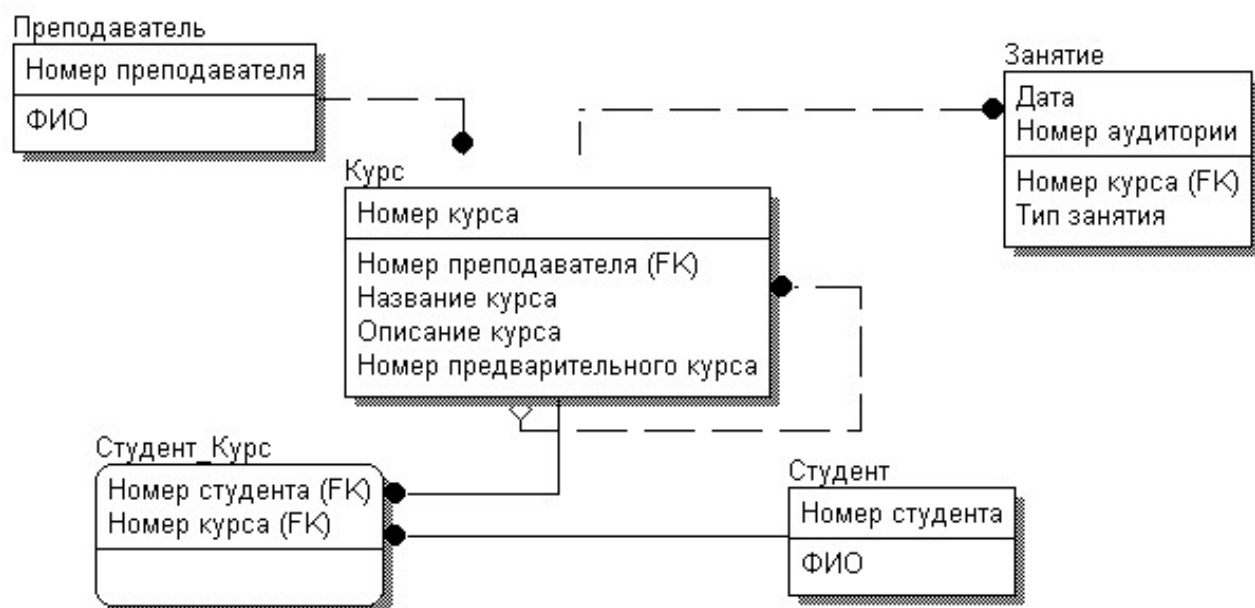 Преподаватель
Номер преподавателя
ФИО
Занятие
Дата
Номер аудитории
Номер курса (FK)
Тип занятия
Курс
Номер курса
Номер преподавателя (FK)
Название курса
Описание курса
Номер предварительного курса
Студент_Курс
Номер студента (FK)
Номер курса (FK)
Студент
Номер студента
ФИО